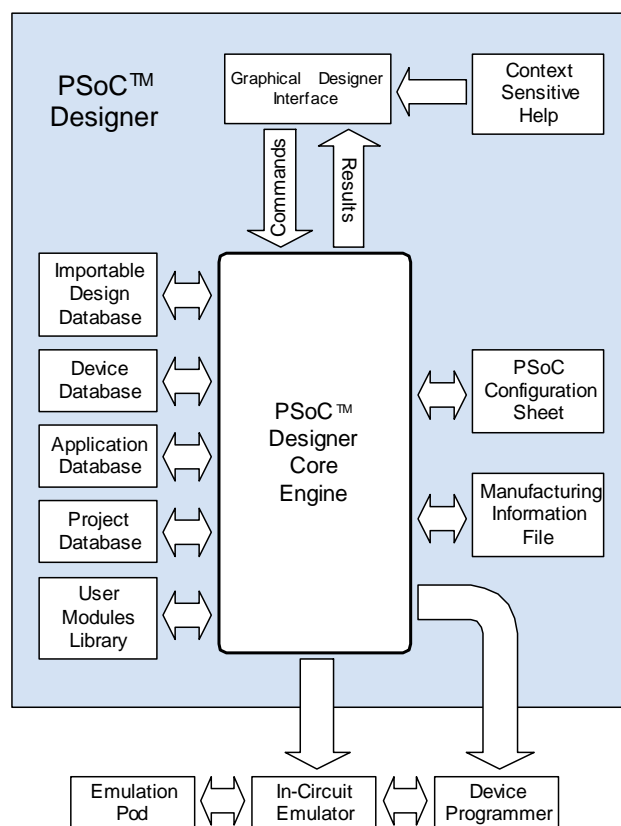 PSoC™
Designer
Graphical Designer
Interface
Context
Sensitive
Help
Commands
Results
Importable
Design
Database
Device
Database
Application
Database
Project
Database
User
Modules
Library
PSoC™
Designer
Core
Engine
PSoC
Configuration
Sheet
Manufacturing
Information
File
Emulation
Pod
In-Circuit
Emulator
Device
Programmer